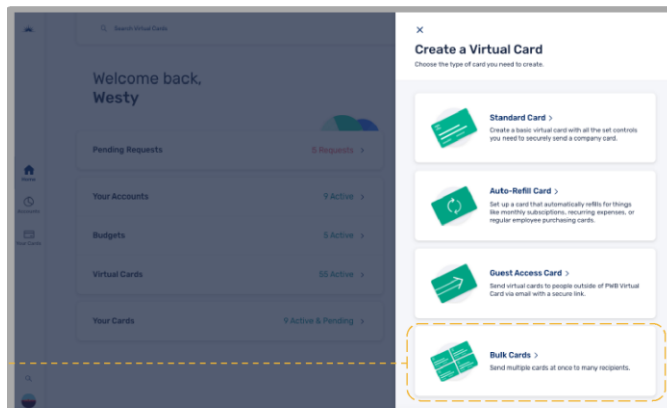 Search Virtual Cards
Welcome back,
Westy
Pending Requests
5 Requests >
Your Accounts
9 Active >
Budgets
5 Active >
Virtual Cards
55 Active >
Your Cards
9 Active & Pending >
Home
Accounts
Your Cards
Create a Virtual Card
Choose the type of card you need to create.
Standard Card >
Create a basic virtual card with all the set controls
you need to securely send a company card.
Auto-Refill Card >
Set up a card that automatically refills for things
like monthly subscriptions, recurring expenses, or
regular employee purchasing cards.
Guest Access Card >
Send virtual cards to people outside of PWB Virtual
Card via email with a secure link.
Bulk Cards >
Send multiple cards at once to many recipients.